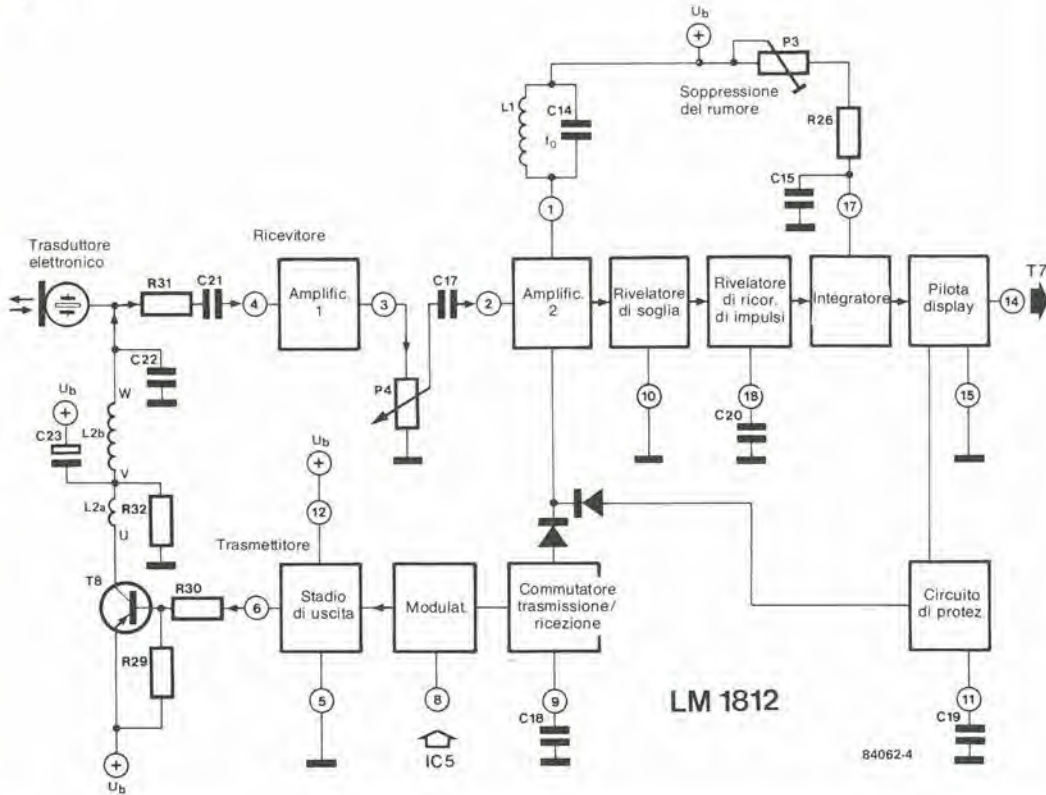 Ub
+
P3
Soppressione
del rumore
L1
C14
f0
R26
C15
1
17
Trasduttore
elettronico
Ricevitore
R31
C21
4
Amplific.
1
3
C17
2
Amplific.
2
Rivelatore
di soglia
Rivelatore
di ricor.
di impulsi
Integratore
Pilota
display
14
T7
C22
W
Ub
+
C23
L2b
V
L2a
U
R32
P4
10
18
C20
15
Ub
+
12
Trasmettitore
T8
R30
6
Stadio
di uscita
Modulat.
Commutatore
trasmissione/
ricezione
Circuito
di protez
R29
5
8
IC5
9
C18
LM 1812
11
C19
Ub
+
84062-4